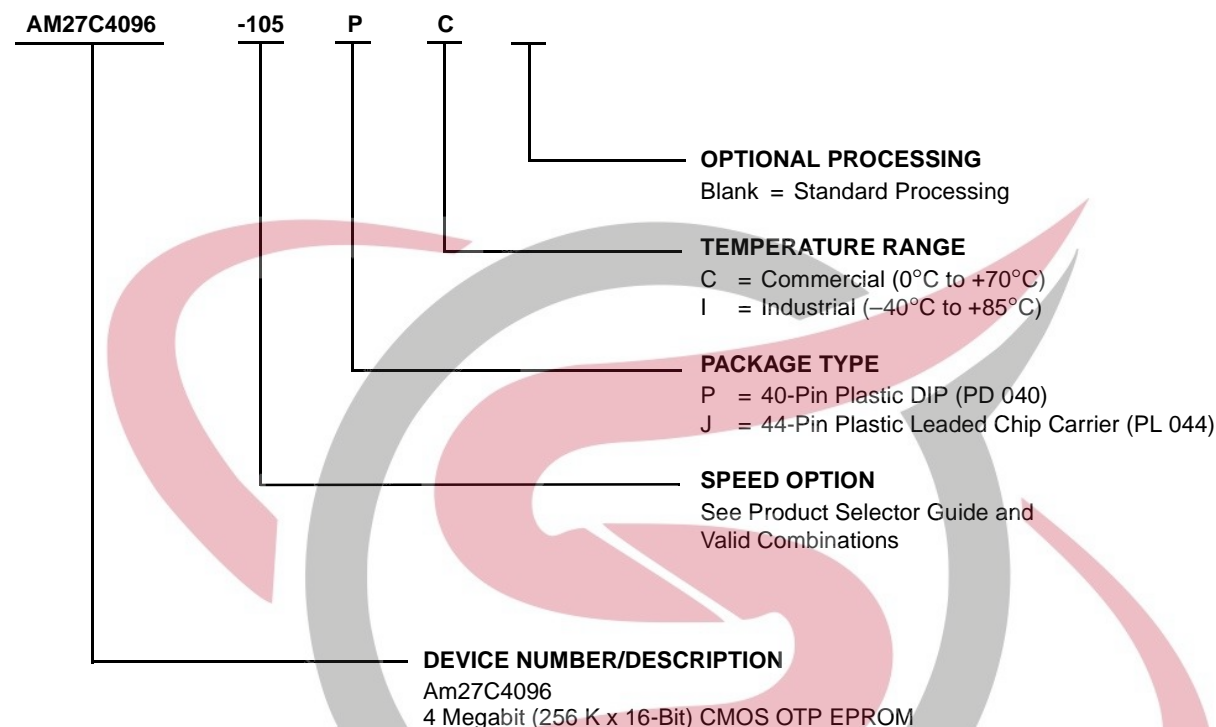 AM27C4096 -105 P C
OPTIONAL PROCESSING
Blank = Standard Processing
TEMPERATURE RANGE
C = Commercial (0°C to +70°C)
I = Industrial (–40°C to +85°C)
PACKAGE TYPE
P = 40-Pin Plastic DIP (PD 040)
J = 44-Pin Plastic Leaded Chip Carrier (PL 044)
SPEED OPTION
See Product Selector Guide and
Valid Combinations
DEVICE NUMBER/DESCRIPTION
Am27C4096
4 Megabit (256 K x 16-Bit) CMOS OTP EPROM